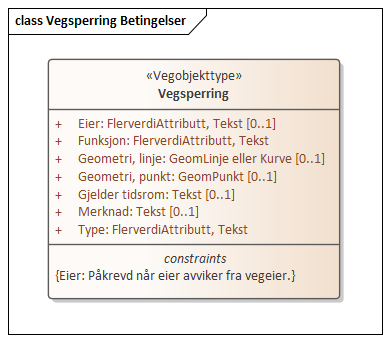 class Vegsperring Betingelser
«Vegobjekttype»
Vegsperring
+ Eier: FlerverdiAttributt, Tekst [0..1]
+ Funksjon: FlerverdiAttributt, Tekst
+ Geometri, linje: GeomLinje eller Kurve [0..1]
+ Geometri, punkt: GeomPunkt [0..1]
+ Gjelder tidsrom: Tekst [0..1]
+ Merknad: Tekst [0..1]
+ Type: FlerverdiAttributt, Tekst
constraints
{Eier: Påkrevd når eier avviker fra vegeier.}